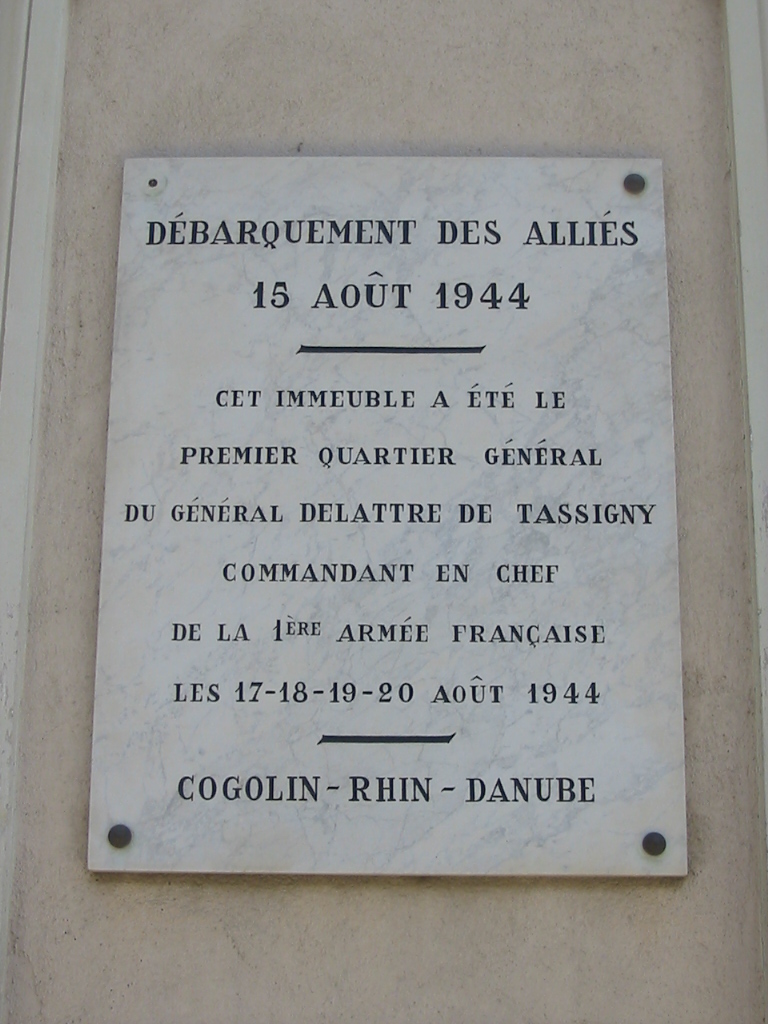 DÉBARQUEMENT DES ALLIÉS
15 AOÛT 1944
CET IMMEUBLE A ÉTÉ LE
PREMIER QUARTIER GÉNÉRAL
DU GÉNÉRAL DELATTRE DE TASSIGNY
COMMANDANT EN CHEF
DE LA 1ÈRE ARMÉE FRANÇAISE
LES 17-18-19-20 AOÛT 1944
COGOLIN - RHIN - DANUBE